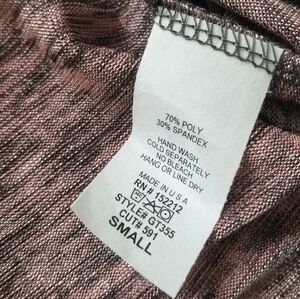 70% POLY
30% SPANDEX
HAND WASH
COLD SEPARATELY
NO BLEACH
HANG OR LINE DRY
MADE IN U S A
RN # 152212
STYLE# GT355
CUT# 591
SMALL